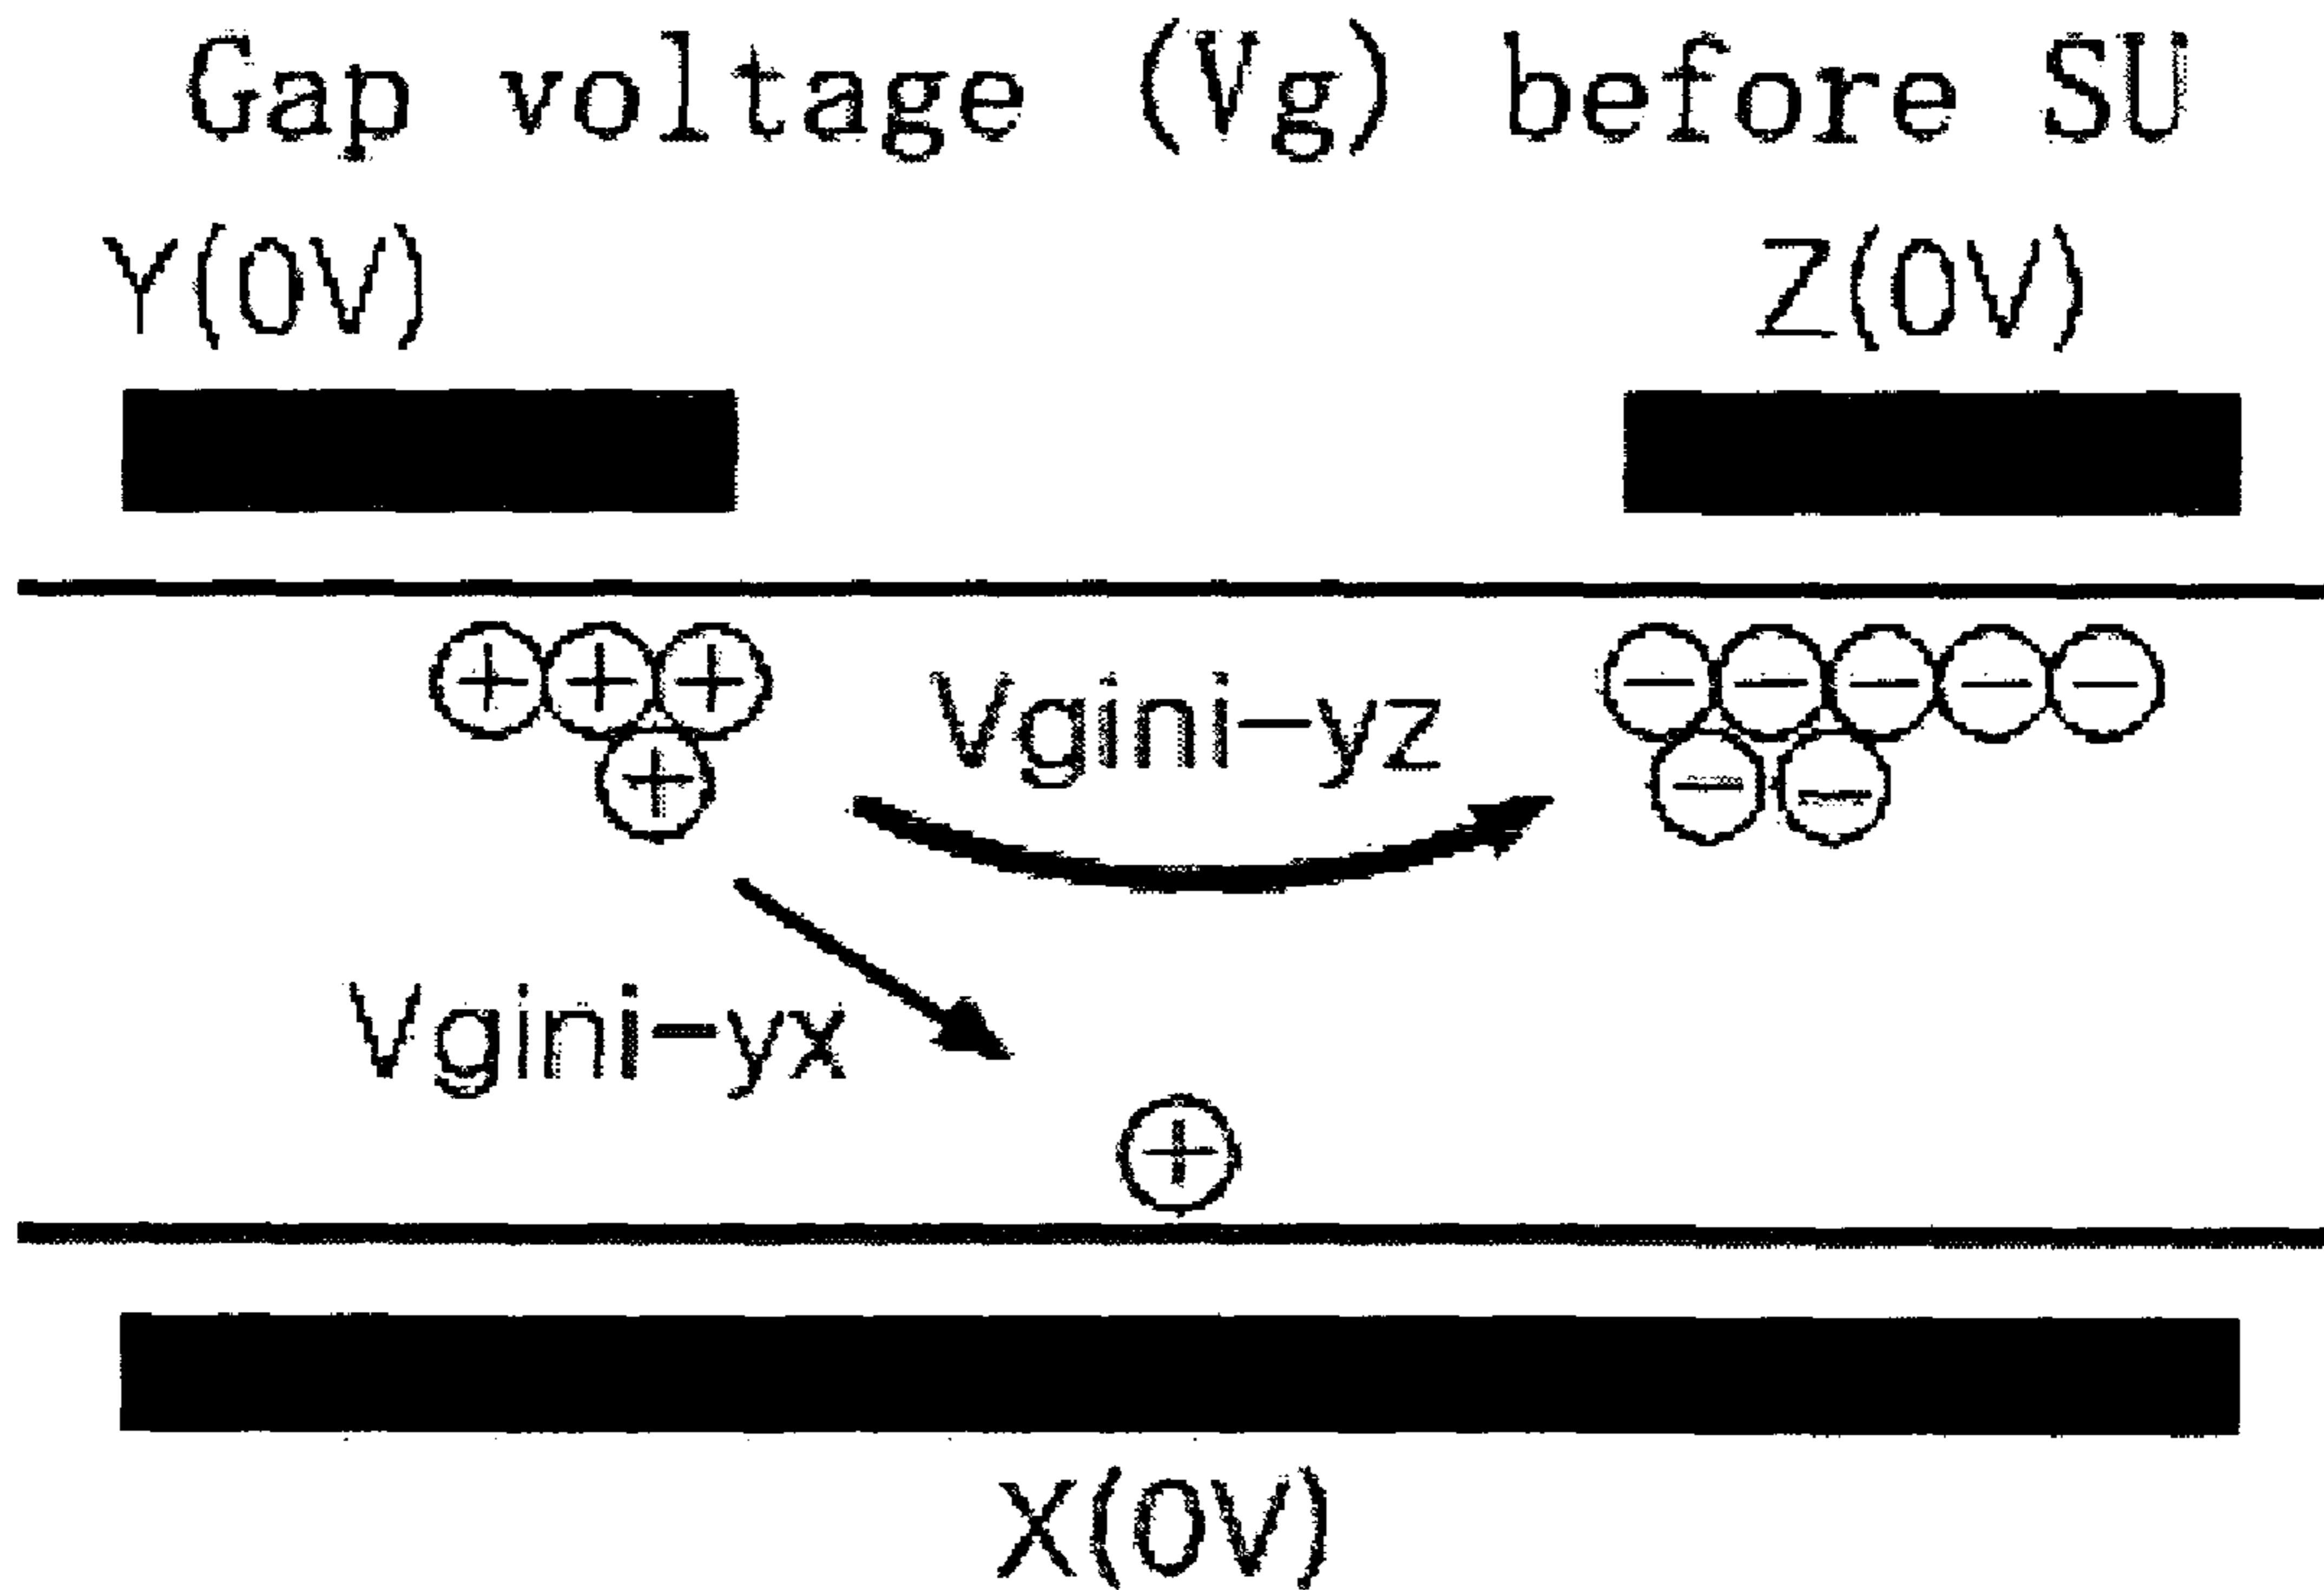 Gap voltage (Vg) before SU
Y(0V) Z(0V)
Vgini-yz
Vgini-yx
X(0V)